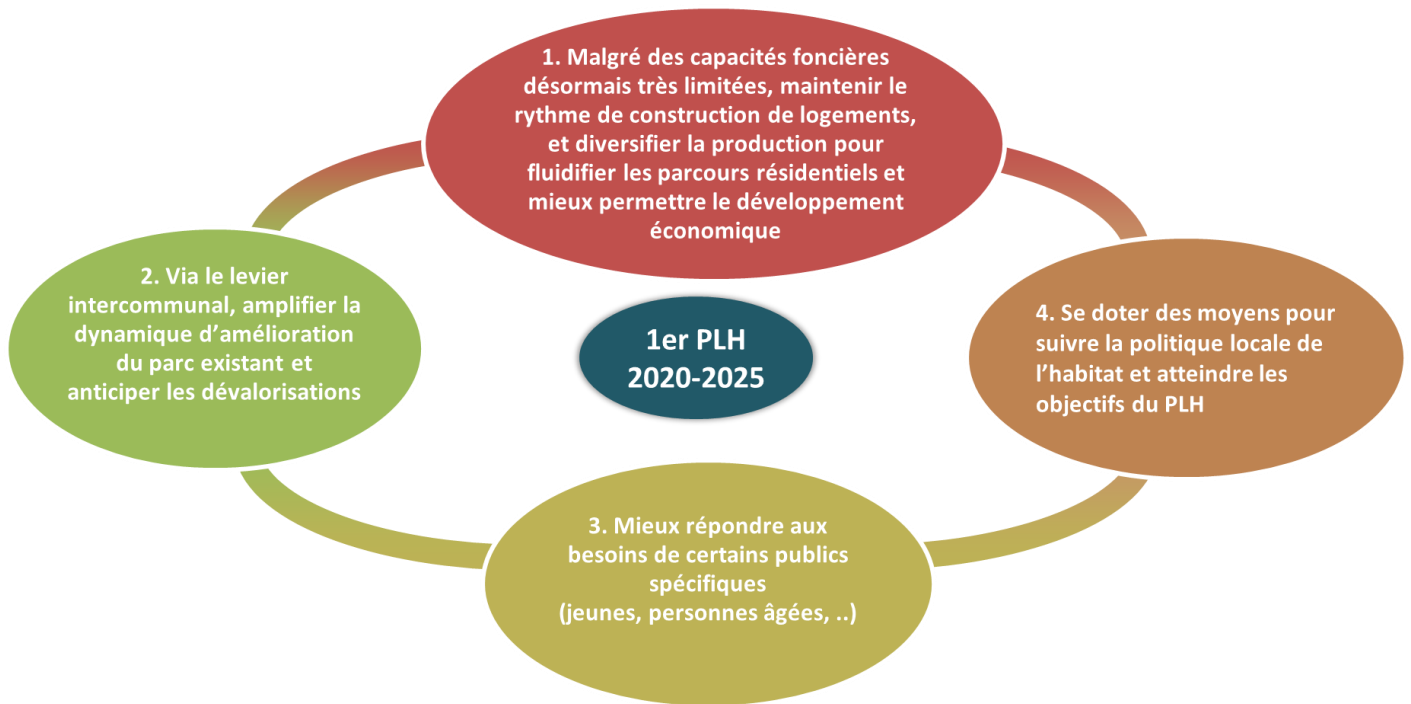 1. Malgré des capacités foncières
désormais très limitées, maintenir le
rythme de construction de logements,
et diversifier la production pour
fluidifier les parcours résidentiels et
mieux permettre le développement
économique
2. Via le levier
intercommunal, amplifier la
dynamique d’amélioration
du parc existant et
anticiper les dévalorisations
1er PLH
2020-2025
4. Se doter des moyens pour
suivre la politique locale de
l’habitat et atteindre les
objectifs du PLH
3. Mieux répondre aux
besoins de certains publics
spécifiques
(jeunes, personnes âgées, ..)